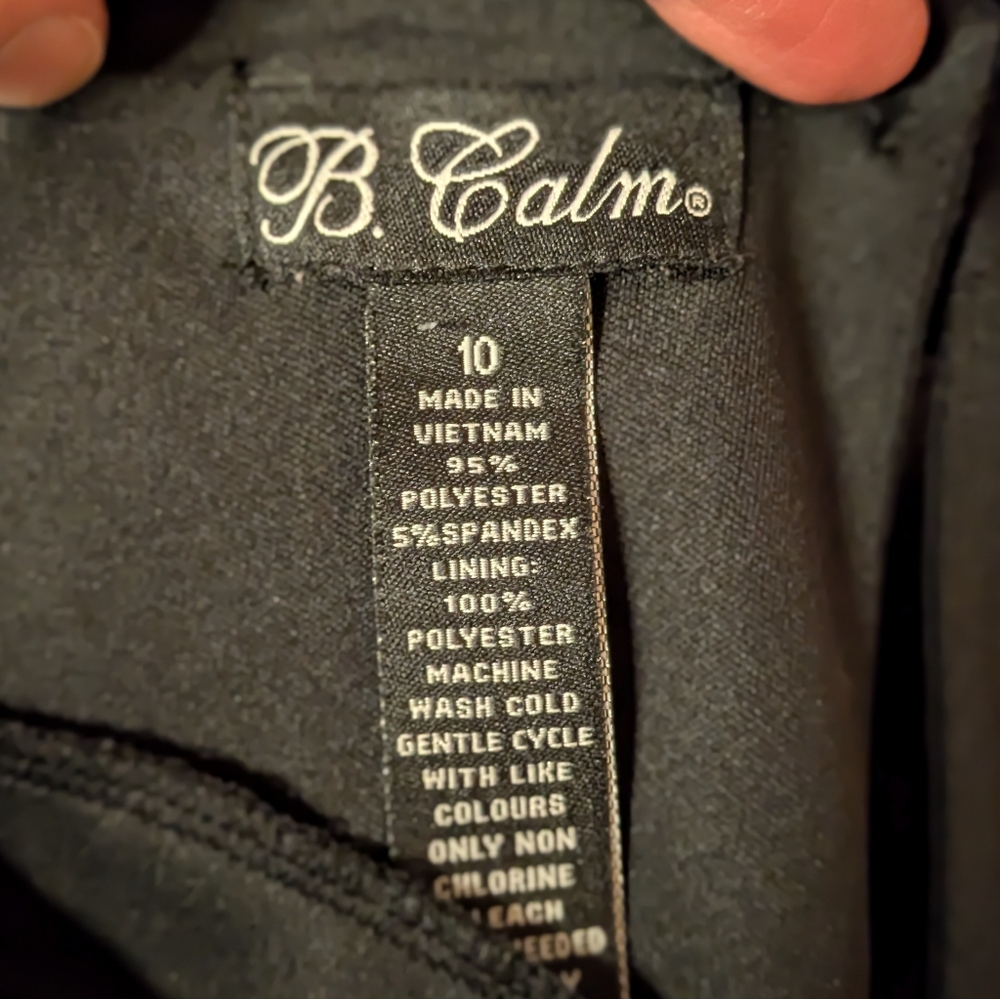 B. Calm®
10
MADE IN
VIETNAM
95%
POLYESTER
5%SPANDEX
LINING:
100%
POLYESTER
MACHINE
WASH COLD
GENTLE CYCLE
WITH LIKE
COLOURS
ONLY NON
CHLORINE